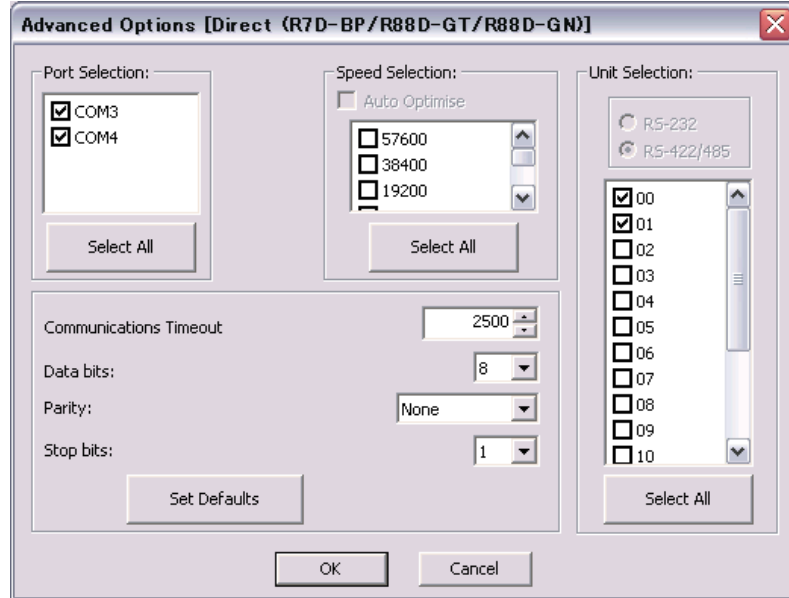 Advanced Options [Direct (R7D-BP/R88D-GT/R88D-GN)]
Port Selection:
COM3
COM4
Select All
Speed Selection:
Auto Optimise
57600
38400
19200
Select All
Unit Selection:
RS-232
RS-422/485
00
01
02
03
04
05
06
07
08
09
10
Select All
Communications Timeout
2500
Data bits:
8
Parity:
None
Stop bits:
1
Set Defaults
OK
Cancel